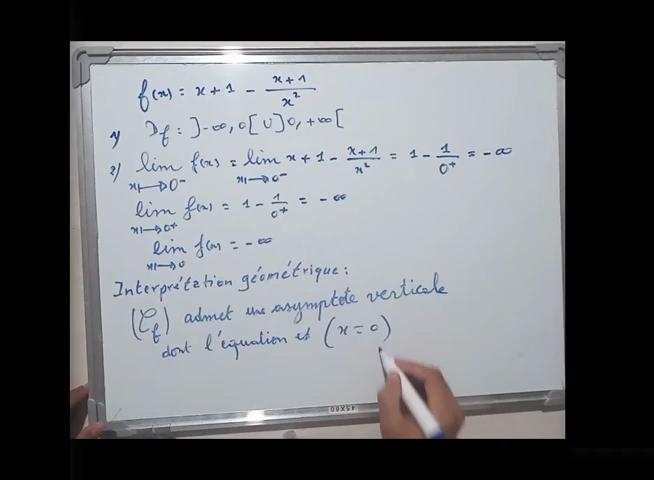 f(x) = x + 1 - (x+1)/x²
1) Df = ]-∞, 0[ U ]0, +∞[
2) lim x→0⁻ f(x) = lim x→0⁻ x + 1 - (x+1)/x² = 1 - 1/0⁺ = -∞
lim x→0⁺ f(x) = 1 - 1/0⁺ = -∞
lim x→0 f(x) = -∞
Interprétation géométrique :
(Cf) admet une asymptote verticale
dont l'équation est (x = 0)
45X60